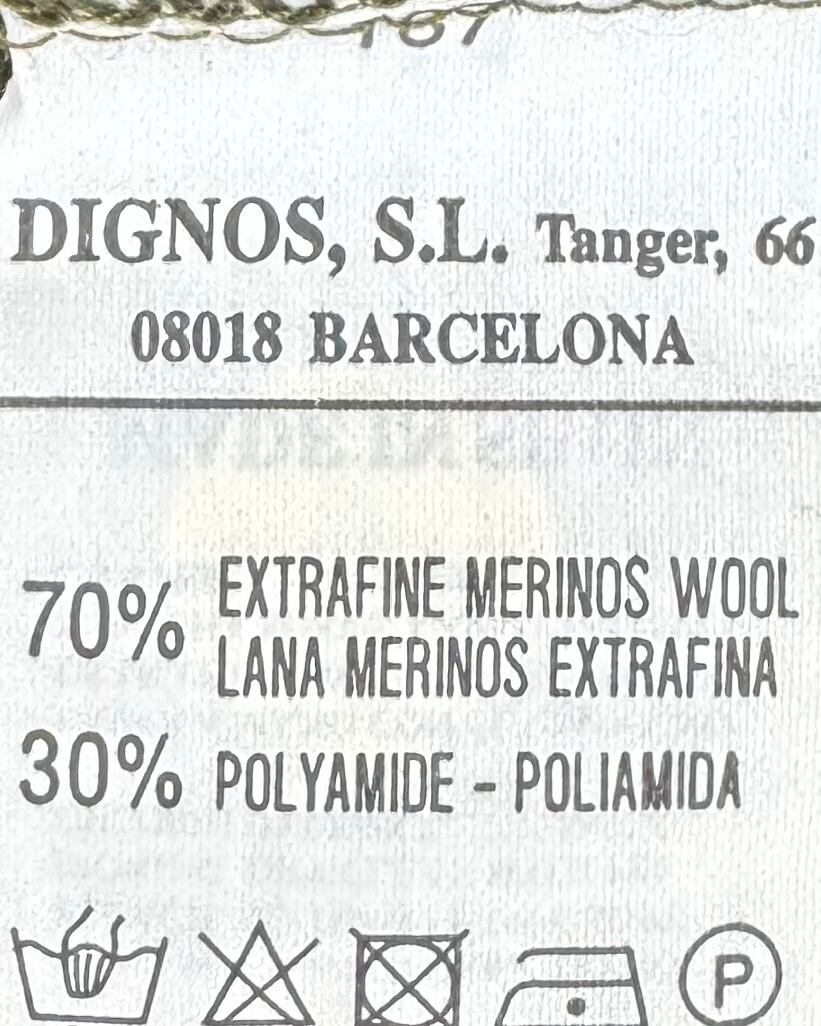 DIGNOS, S.L. Tanger, 66
08018 BARCELONA
70% EXTRAFINE MERINOS WOOL
LANA MERINOS EXTRAFINA
30% POLYAMIDE - POLIAMIDA
P